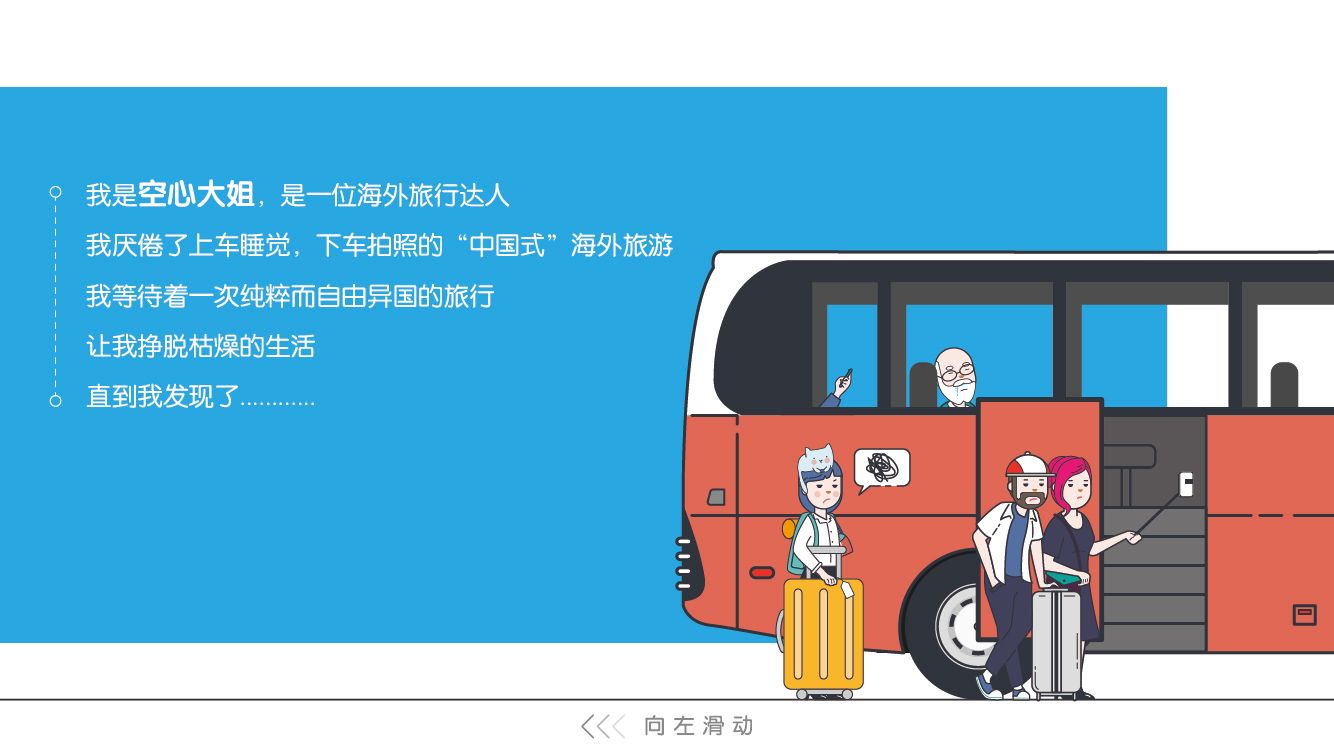 我是空心大姐，是一位海外旅行达人
我厌倦了上车睡觉，下车拍照的“中国式”海外旅游
我等待着一次纯粹而自由异国的旅行
让我挣脱枯燥的生活
直到我发现了............
向左滑动